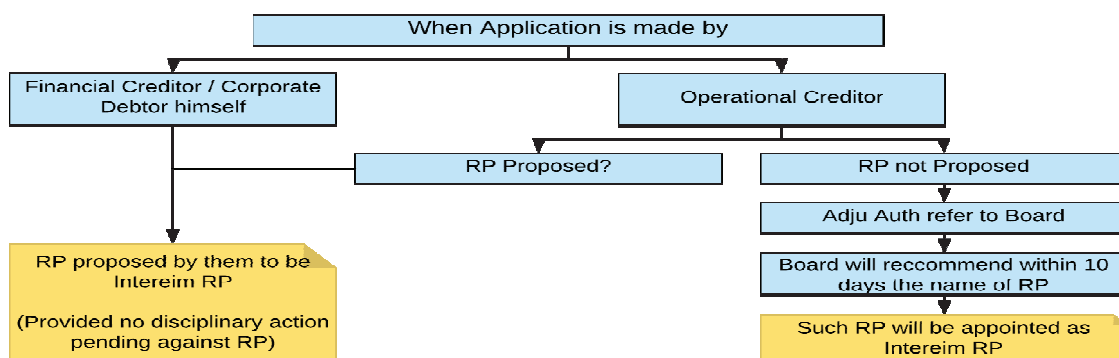 When Application is made by
Financial Creditor / Corporate
Debtor himself
Operational Creditor
RP Proposed?
RP not Proposed
Adju Auth refer to Board
Board will reccommend within 10
days the name of RP
RP proposed by them to be
Intereim RP
(Provided no disciplinary action
pending against RP)
Such RP will be appointed as
Intereim RP